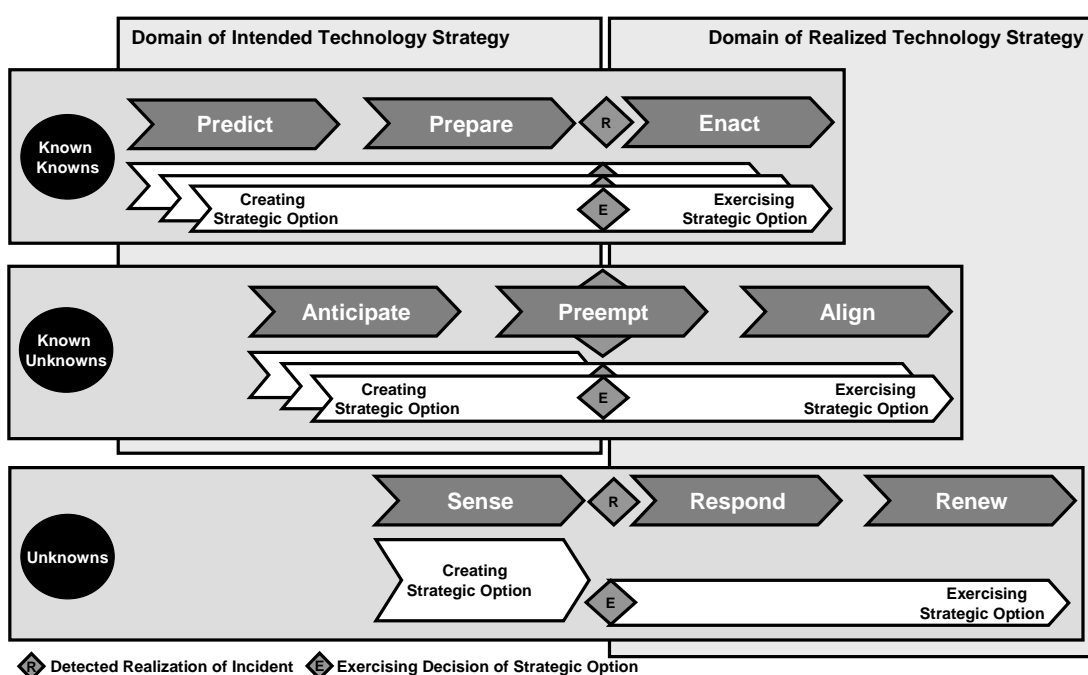 Domain of Intended Technology Strategy
Domain of Realized Technology Strategy
Known
Knowns
Predict
Prepare
R
Enact
Creating
Strategic Option
E
Exercising
Strategic Option
Known
Unknowns
Anticipate
Preempt
Align
Creating
Strategic Option
E
Exercising
Strategic Option
Unknowns
Sense
R
Respond
Renew
Creating
Strategic Option
E
Exercising
Strategic Option
R Detected Realization of Incident
E Exercising Decision of Strategic Option